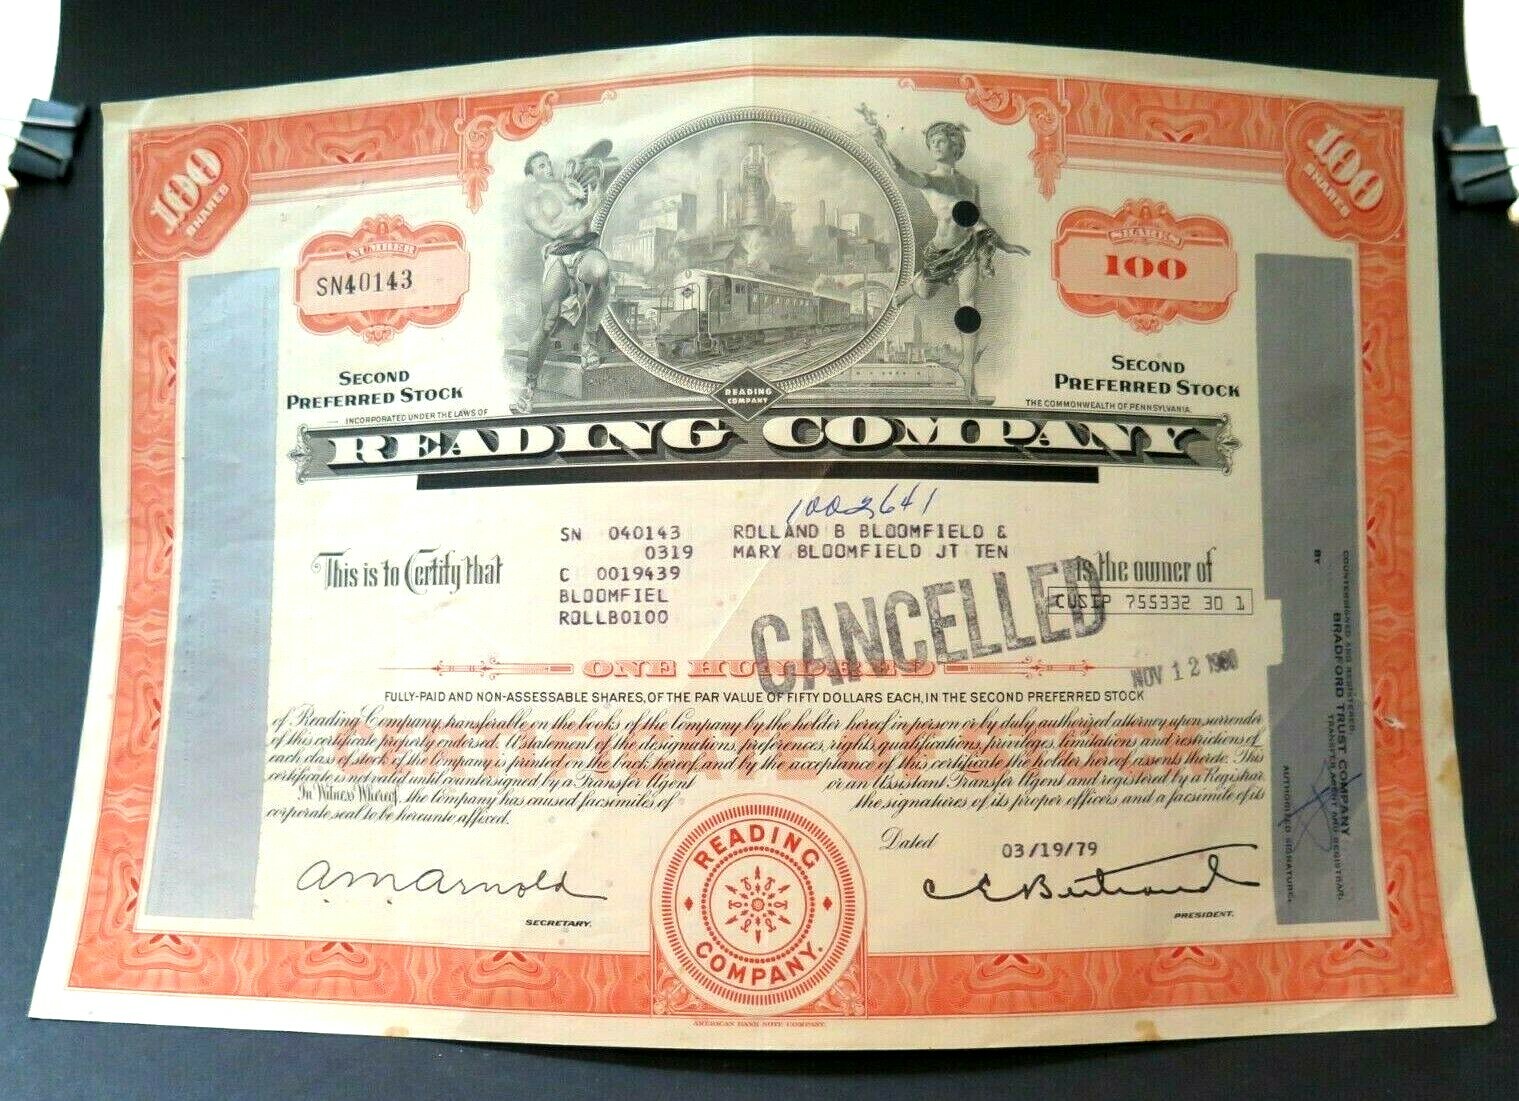 100 SHARES
100 SHARES
NUMBER
SN40143
SHARES
100
SECOND
PREFERRED STOCK
SECOND
PREFERRED STOCK
READING
COMPANY
INCORPORATED UNDER THE LAWS OF
THE COMMONWEALTH OF PENNSYLVANIA.
READING COMPANY
1002641
SN 040143 ROLLAND B BLOOMFIELD &
0319 MARY BLOOMFIELD JT TEN
This is to Certify that
is the owner of
C 0019439
BLOOMFIEL
ROLLB0100
CUSIP 755332 30 1
CANCELLED
NOV 12 1980
ONE HUNDRED
FULLY-PAID AND NON-ASSESSABLE SHARES, OF THE PAR VALUE OF FIFTY DOLLARS EACH, IN THE SECOND PREFERRED STOCK
of Reading Company, transferable on the books of the Company by the holder hereof in person or by duly authorized attorney upon surrender
of this certificate properly endorsed. A statement of the designations, preferences, rights, qualifications, privileges, limitations and restrictions of
each class of stock of the Company is printed on the back hereof, and by the acceptance of this certificate the holder hereof assents thereto. This
certificate is not valid until countersigned by a Transfer Agent or an Assistant Transfer Agent and registered by a Registrar.
In Witness Whereof, the Company has caused facsimiles of the signatures of its proper officers and a facsimile of its
corporate seal to be hereunto affixed.
Dated 03/19/79
A M Arnold
SECRETARY.
C E Bertrand
PRESIDENT.
READING
COMPANY.
COUNTERSIGNED AND REGISTERED:
BRADFORD TRUST COMPANY
TRANSFER AGENT AND REGISTRAR,
BY
AUTHORIZED SIGNATURE.
AMERICAN BANK NOTE COMPANY.